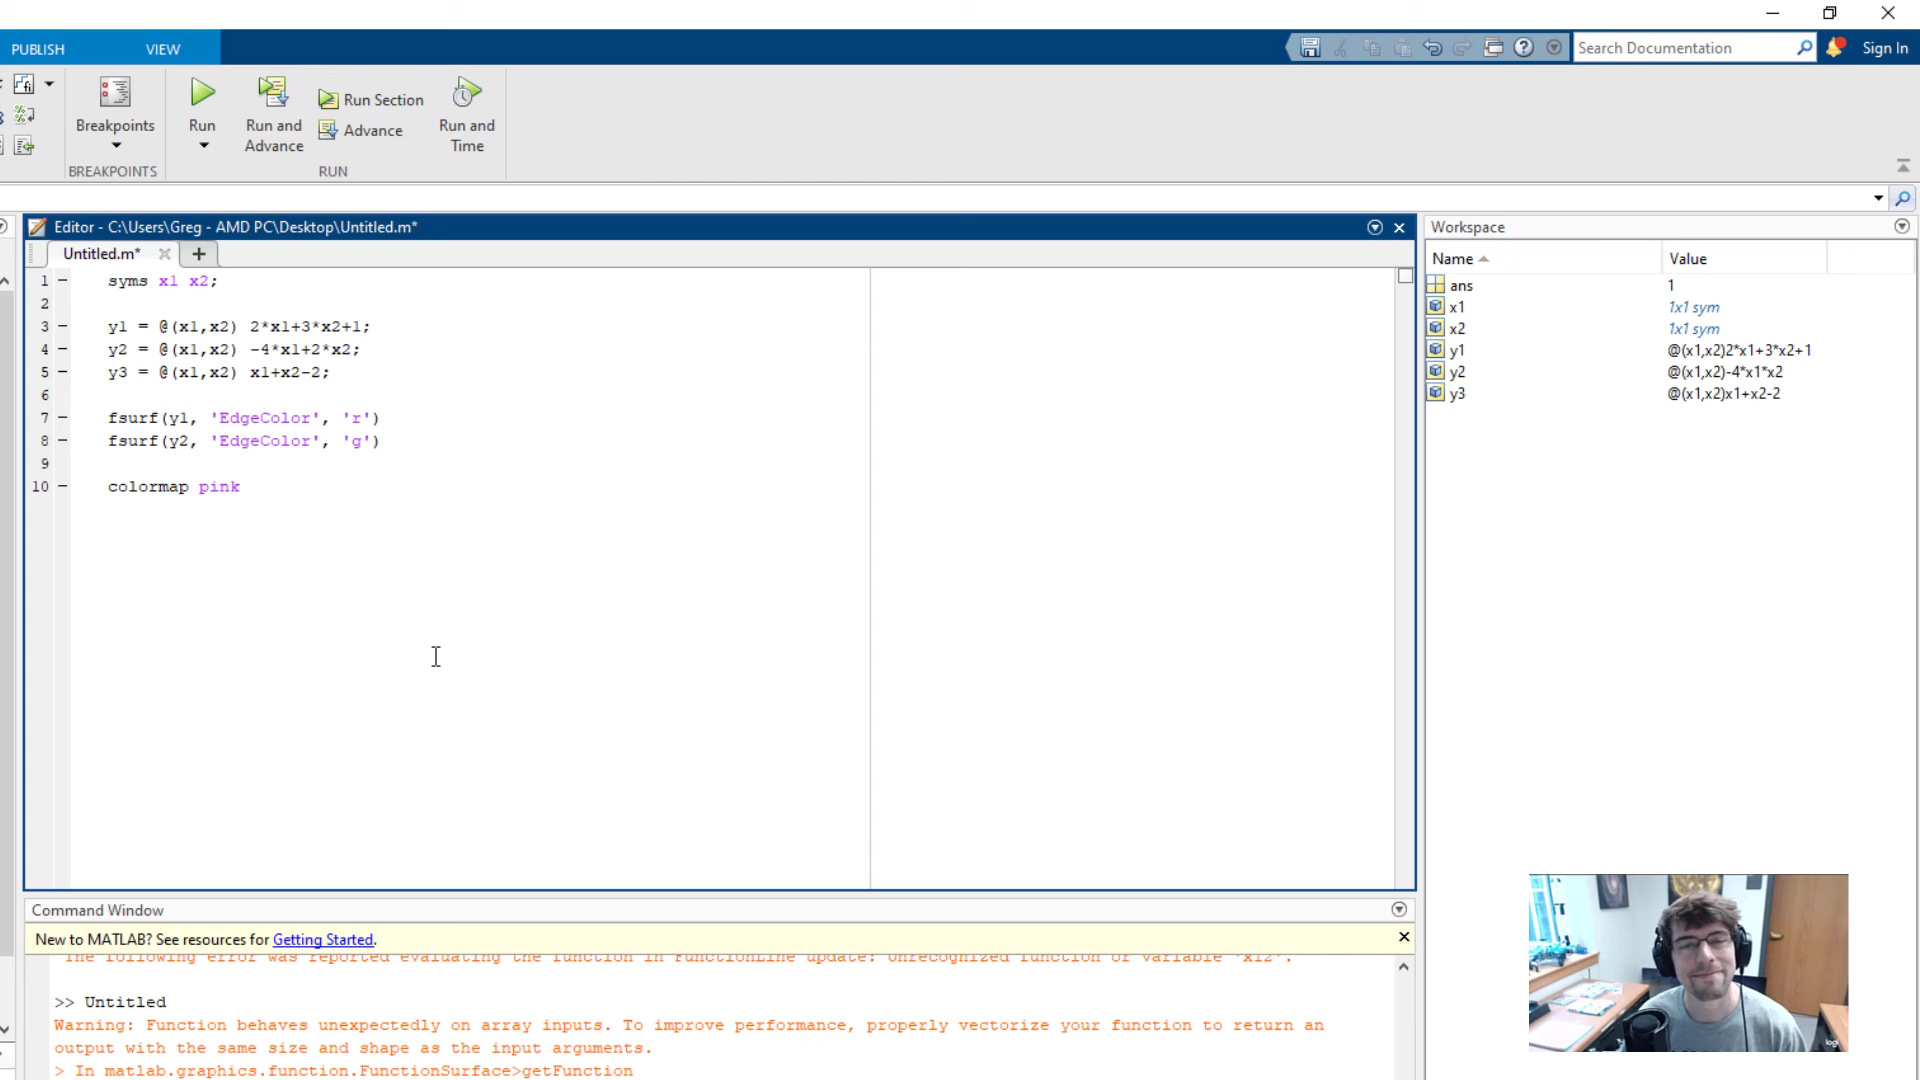 PUBLISH VIEW
Search Documentation Sign In
Breakpoints
Run
Run and Advance
Run Section
Advance
Run and Time
BREAKPOINTS RUN
Editor - C:\Users\Greg - AMD PC\Desktop\Untitled.m*
Untitled.m*
1 syms x1 x2;
2
3 y1 = @(x1,x2) 2*x1+3*x2+1;
4 y2 = @(x1,x2) -4*x1+2*x2;
5 y3 = @(x1,x2) x1+x2-2;
6
7 fsurf(y1, 'EdgeColor', 'r')
8 fsurf(y2, 'EdgeColor', 'g')
9
10 colormap pink
Workspace
Name Value
ans 1
x1 1x1 sym
x2 1x1 sym
y1 @(x1,x2)2*x1+3*x2+1
y2 @(x1,x2)-4*x1*x2
y3 @(x1,x2)x1+x2-2
Command Window
New to MATLAB? See resources for Getting Started.
The following error was reported evaluating the function in FunctionLine update: Unrecognized function or variable 'x12'.
>> Untitled
Warning: Function behaves unexpectedly on array inputs. To improve performance, properly vectorize your function to return an
output with the same size and shape as the input arguments.
> In matlab.graphics.function.FunctionSurface>getFunction
logi